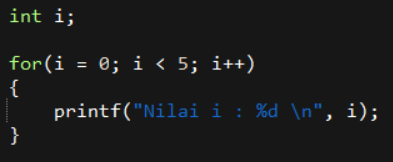 int i;
for(i = 0; i < 5; i++)
{
    printf("Nilai i : %d \n", i);
}